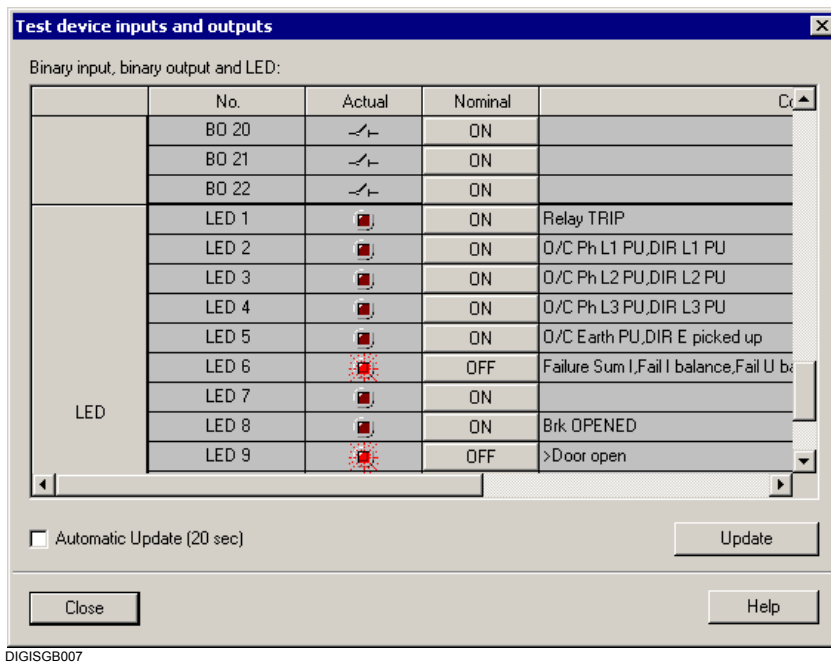 Test device inputs and outputs
Binary input, binary output and LED:
No. Actual Nominal
BO 20 ON
BO 21 ON
BO 22 ON
LED 1 ON Relay TRIP
LED 2 ON O/C Ph L1 PU,DIR L1 PU
LED 3 ON O/C Ph L2 PU,DIR L2 PU
LED 4 ON O/C Ph L3 PU,DIR L3 PU
LED 5 ON O/C Earth PU,DIR E picked up
LED 6 OFF Failure Sum I,Fail I balance,Fail U
LED 7 ON
LED
LED 8 ON Brk OPENED
LED 9 OFF >Door open
Automatic Update (20 sec) Update
Close Help
DIGISGB007